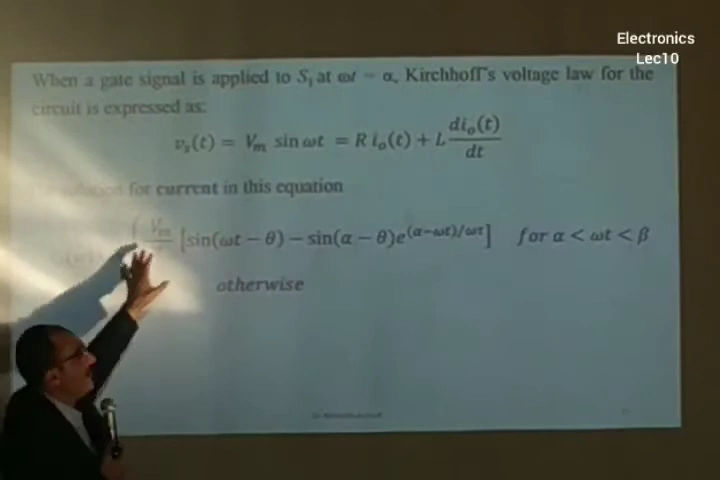 Electronics
Lec10
When a gate signal is applied to S₁ at ωt = α, Kirchhoff's voltage law for the
circuit is expressed as:
vₛ(t) = Vₘ sin ωt = R iₒ(t) + L diₒ(t)/dt
solution for current in this equation
Vₘ [sin(ωt − θ) − sin(α − θ)e^(α−ωt)/ωτ] for α < ωt < β
otherwise